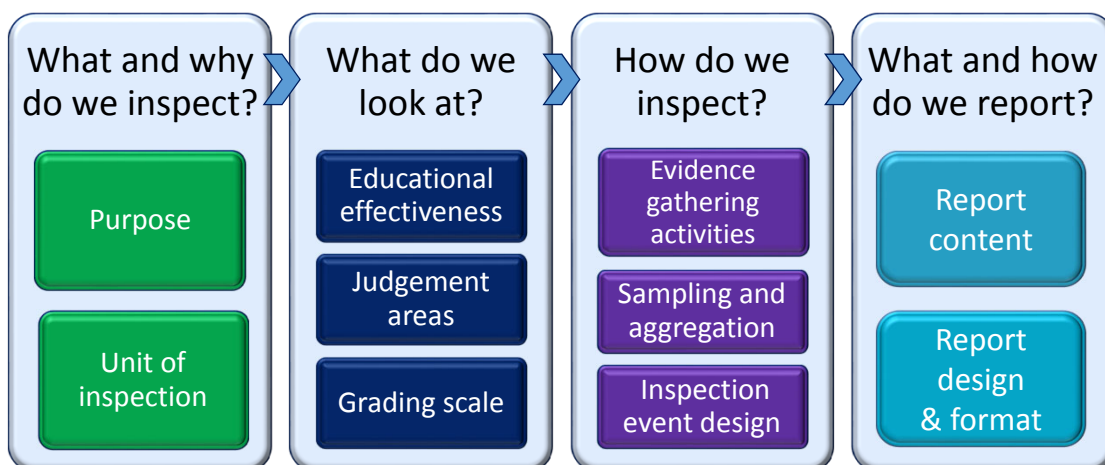 What and why
do we inspect?
Purpose
Unit of
inspection
What do we
look at?
Educational
effectiveness
Judgement
areas
Grading scale
How do we
inspect?
Evidence
gathering
activities
Sampling and
aggregation
Inspection
event design
What and how
do we report?
Report
content
Report
design
& format